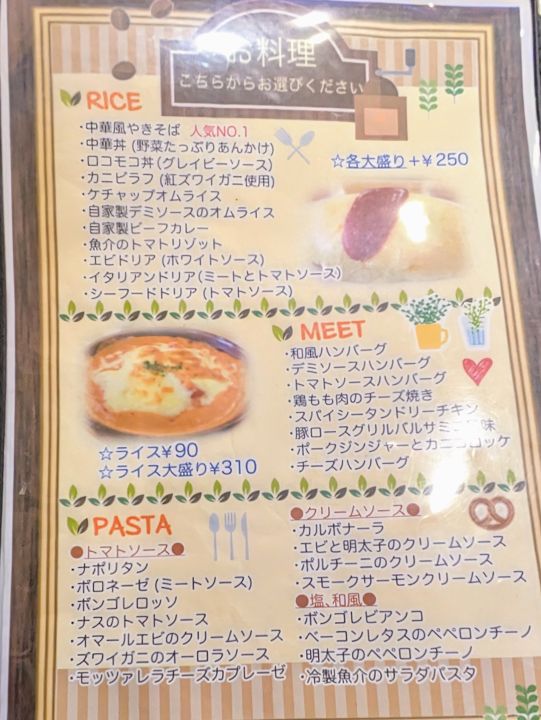 お料理
こちらからお選びください
RICE
・中華風やきそば 人気NO.1
・中華丼 (野菜たっぷりあんかけ)
・ロコモコ丼 (グレイビーソース)
・カニピラフ (紅ズワイガニ使用)
・ケチャップオムライス
・自家製デミソースのオムライス
・自家製ビーフカレー
・魚介のトマトリゾット
・エビドリア (ホワイトソース)
・イタリアンドリア (ミートとトマトソース)
・シーフードドリア (トマトソース)
☆各大盛り+¥250
☆ライス¥90
☆ライス大盛り¥310
MEET
・和風ハンバーグ
・デミソースハンバーグ
・トマトソースハンバーグ
・鶏もも肉のチーズ焼き
・スパイシータンドリーチキン
・豚ロースグリルバルサミコ風味
・ポークジンジャーとカニコロッケ
・チーズハンバーグ
PASTA
●トマトソース●
・ナポリタン
・ボロネーゼ (ミートソース)
・ボンゴレロッソ
・ナスのトマトソース
・オマールエビのクリームソース
・ズワイガニのオーロラソース
・モッツァレラチーズカプレーゼ
●クリームソース●
・カルボナーラ
・エビと明太子のクリームソース
・ポルチーニのクリームソース
・スモークサーモンクリームソース
●塩、和風●
・ボンゴレビアンコ
・ベーコンレタスのペペロンチーノ
・明太子のペペロンチーノ
・冷製魚介のサラダパスタ